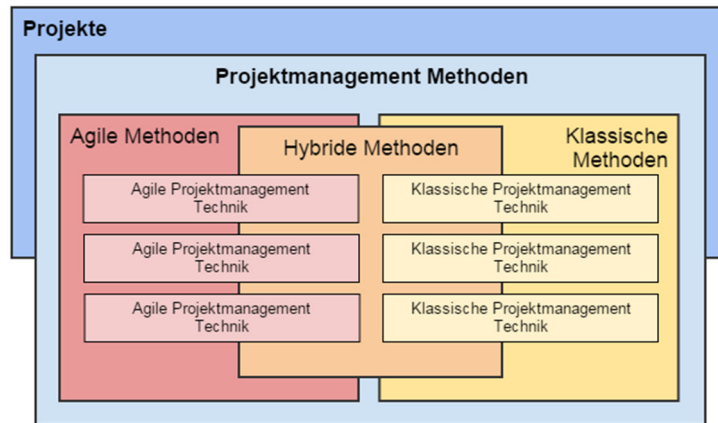 Projekte
Projektmanagement Methoden
Agile Methoden
Hybride Methoden
Klassische
Methoden
Agile Projektmanagement
Technik
Klassische Projektmanagement
Technik
Agile Projektmanagement
Technik
Klassische Projektmanagement
Technik
Agile Projektmanagement
Technik
Klassische Projektmanagement
Technik